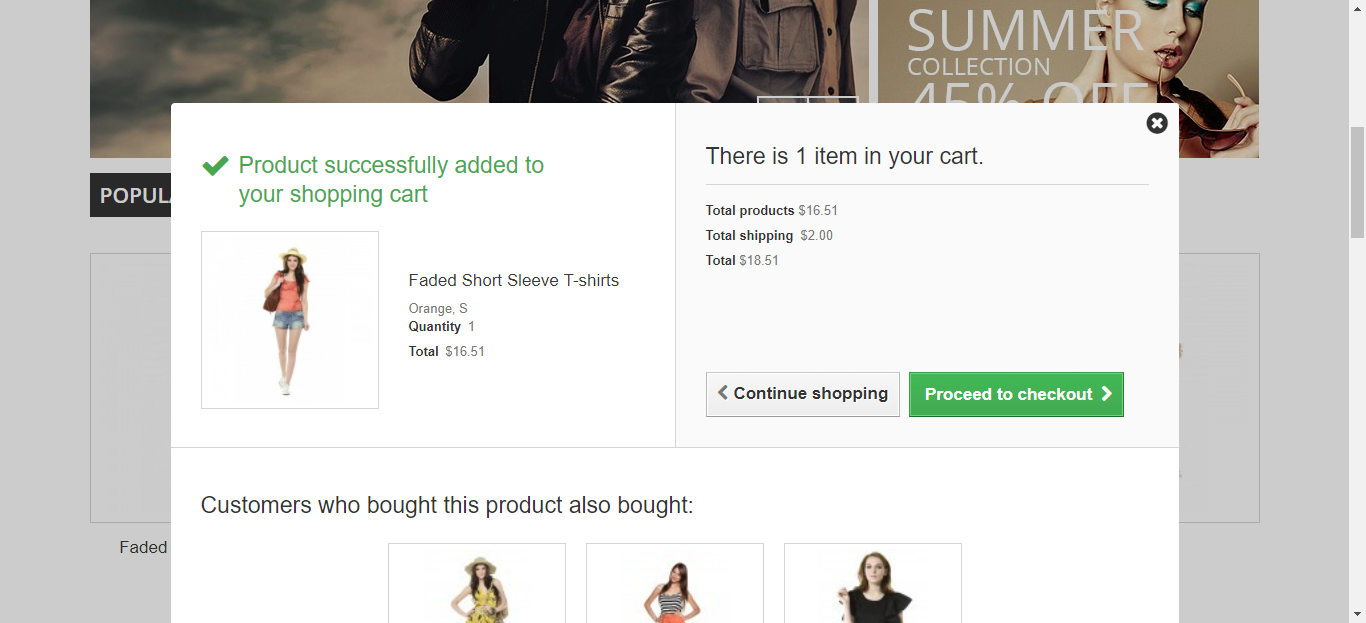 SUMMER
COLLECTION
45% OFF
Product successfully added to
your shopping cart
There is 1 item in your cart.
Total products $16.51
Total shipping $2.00
Total $18.51
Faded Short Sleeve T-shirts
Orange, S
Quantity 1
Total $16.51
Continue shopping
Proceed to checkout
Customers who bought this product also bought:
Faded